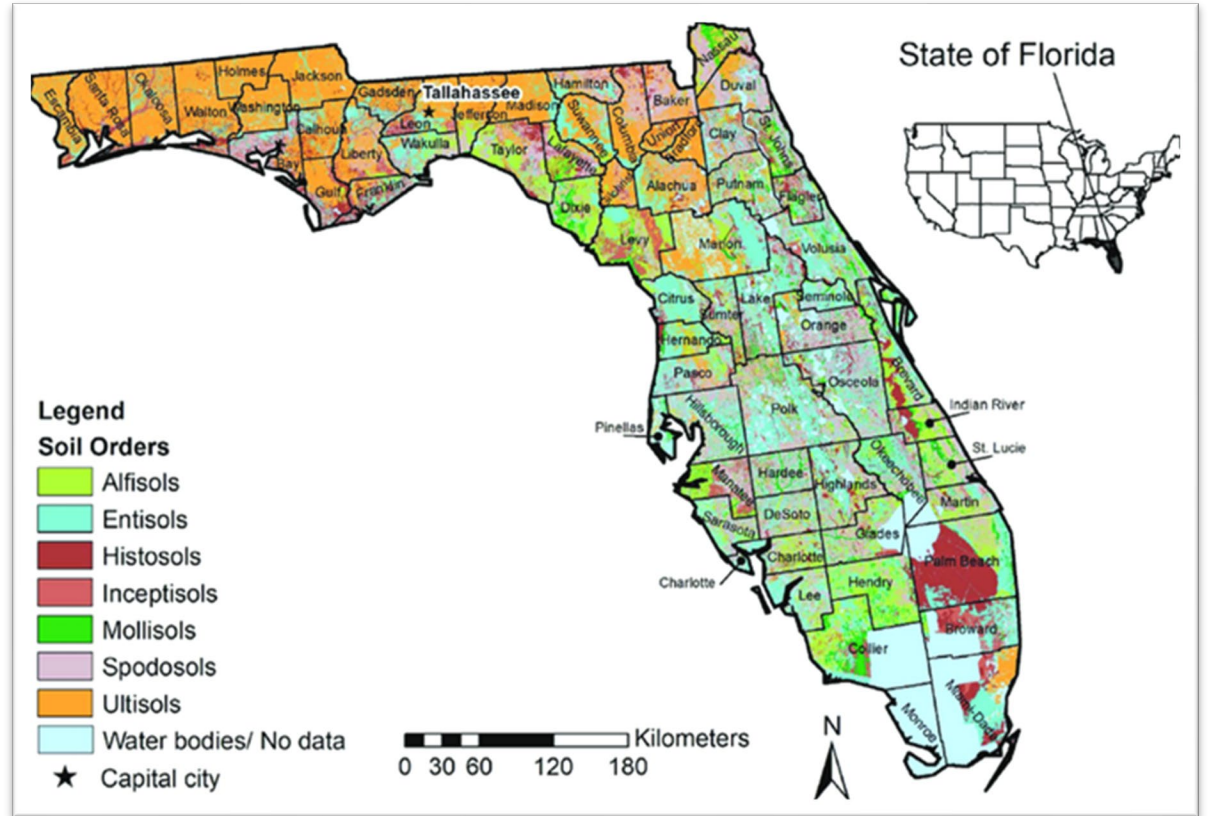 State of Florida
Escambia
Santa Rosa
Okaloosa
Walton
Holmes
Washington
Jackson
Bay
Calhoun
Gulf
Gadsden
Liberty
Franklin
Tallahassee
Leon
Wakulla
Jefferson
Madison
Taylor
Hamilton
Suwannee
Lafayette
Dixie
Columbia
Gilchrist
Baker
Union
Bradford
Alachua
Levy
Nassau
Duval
Clay
St. Johns
Putnam
Flagler
Marion
Volusia
Citrus
Sumter
Lake
Seminole
Orange
Hernando
Pasco
Brevard
Osceola
Polk
Hillsborough
Pinellas
Indian River
St. Lucie
Okeechobee
Manatee
Hardee
Highlands
Martin
Sarasota
DeSoto
Glades
Charlotte
Charlotte
Palm Beach
Hendry
Lee
Broward
Collier
Miami-Dade
Monroe
Legend
Soil Orders
Alfisols
Entisols
Histosols
Inceptisols
Mollisols
Spodosols
Ultisols
Water bodies/ No data
Capital city
Kilometers
0 30 60 120 180
N